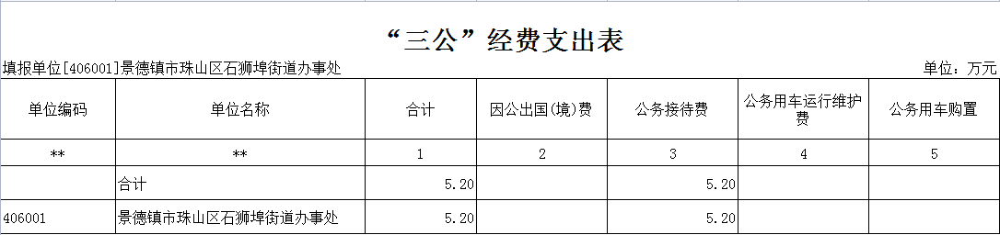 “三公”经费支出表
填报单位[406001]景德镇市珠山区石狮埠街道办事处 单位：万元
单位编码 单位名称 合计 因公出国(境)费 公务接待费 公务用车运行维护费 公务用车购置
** ** 1 2 3 4 5
合计 5.20 5.20
406001 景德镇市珠山区石狮埠街道办事处 5.20 5.20